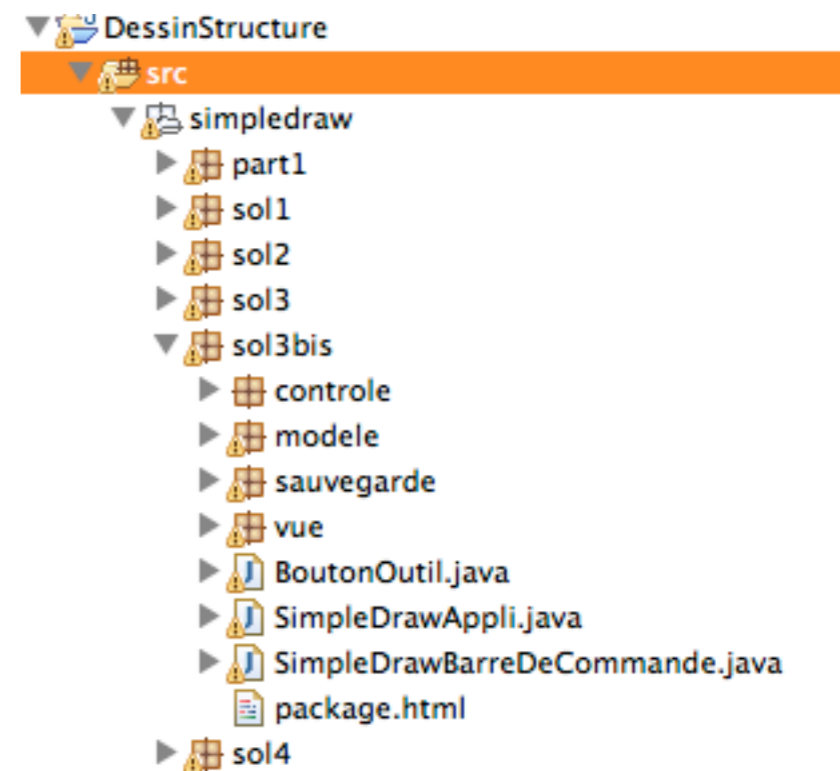 DessinStructure
src
simpledraw
part1
sol1
sol2
sol3
sol3bis
controle
modele
sauvegarde
vue
BoutonOutil.java
SimpleDrawAppli.java
SimpleDrawBarreDeCommande.java
package.html
sol4